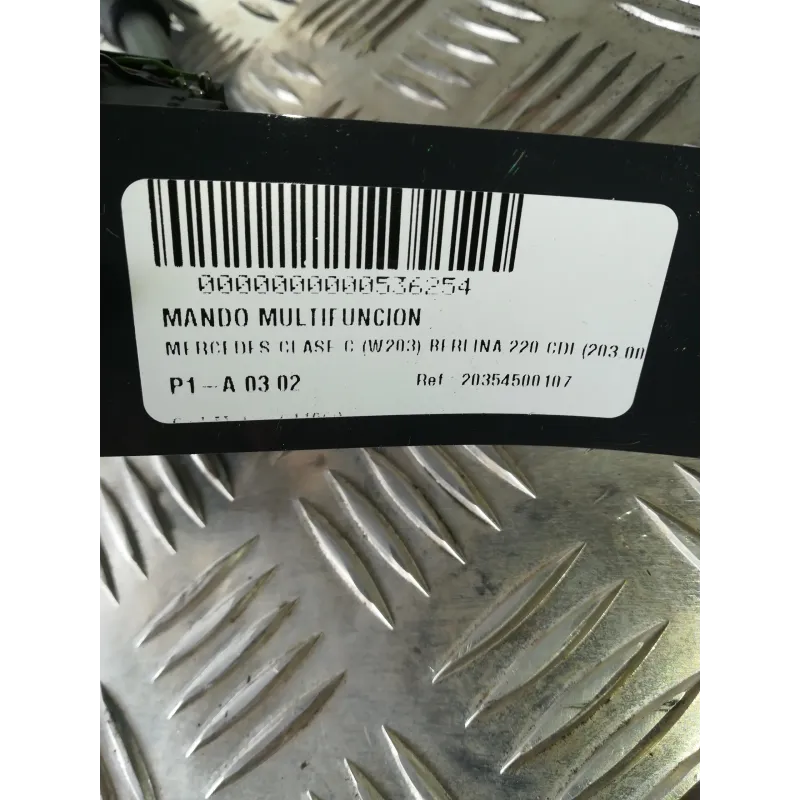 0000000000536254
MANDO MULTIFUNCION
MERCEDES CLASE C (W203) BERLINA 220 CDI (203 00
P1-A 03 02 Ref: 20354500107